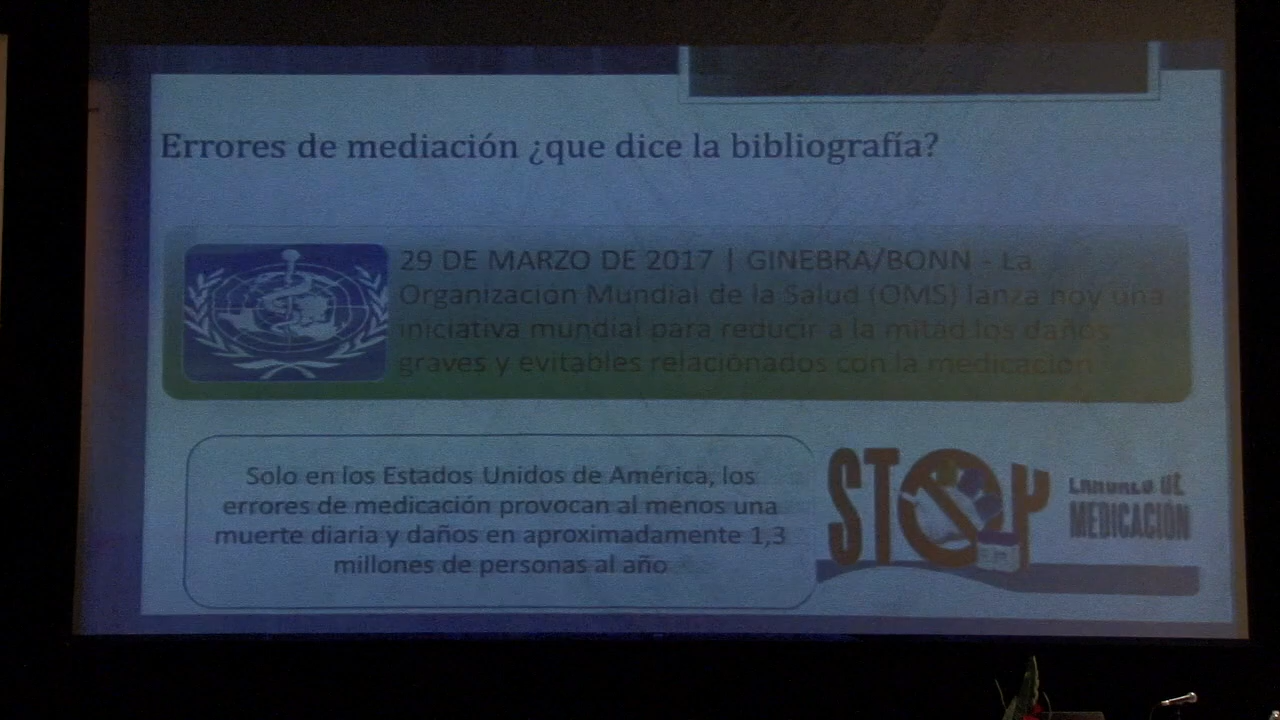 Errores de mediación ¿que dice la bibliografía?
29 DE MARZO DE 2017 | GINEBRA/BONN - La
Organización Mundial de la Salud (OMS) lanza hoy una
iniciativa mundial para reducir a la mitad los daños
graves y evitables relacionados con la medicación
Solo en los Estados Unidos de América, los
errores de medicación provocan al menos una
muerte diaria y daños en aproximadamente 1,3
millones de personas al año
STOP
DE
MEDICACIÓN